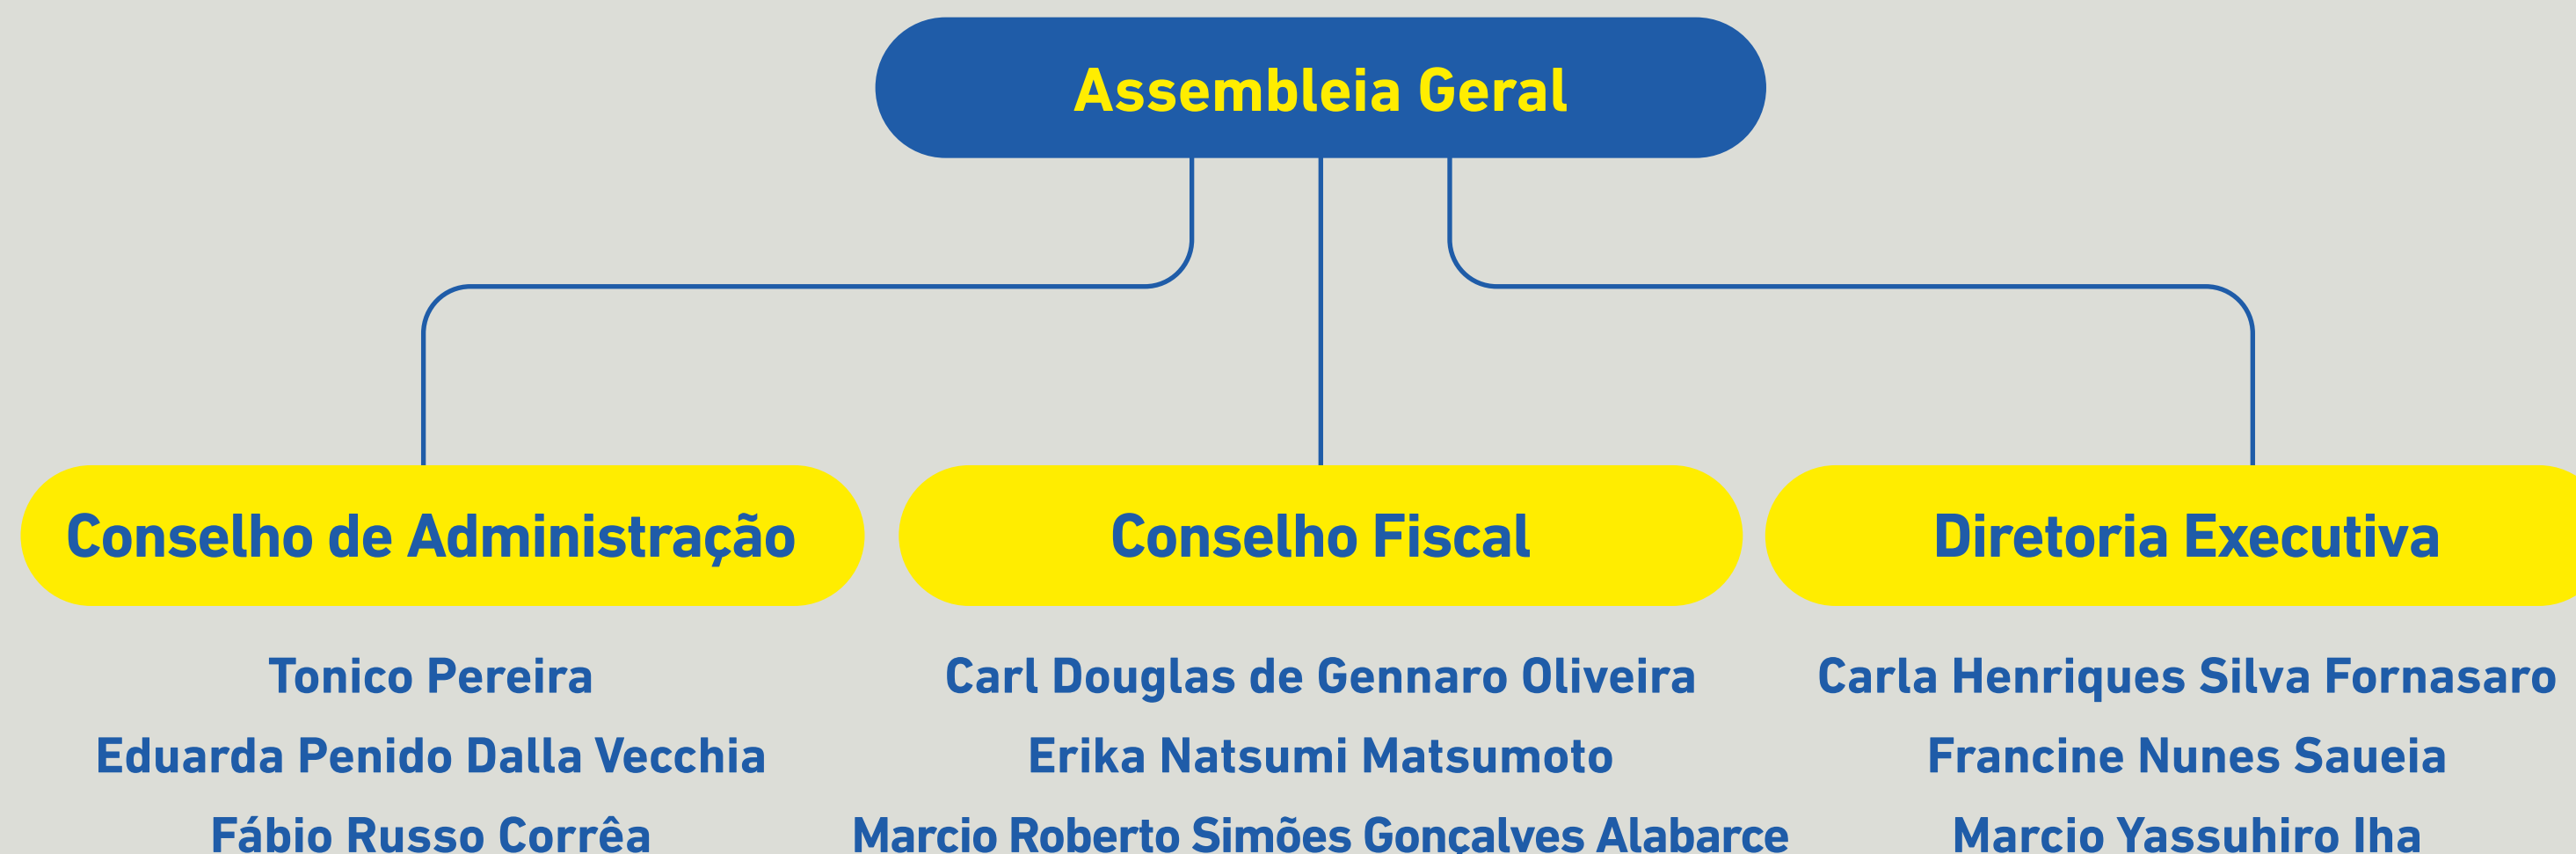 Assembleia Geral
Conselho de Administração
Tonico Pereira
Eduarda Penido Dalla Vecchia
Fábio Russo Corrêa
Conselho Fiscal
Carl Douglas de Gennaro Oliveira
Erika Natsumi Matsumoto
Marcio Roberto Simões Gonçalves Alabarce
Diretoria Executiva
Carla Henriques Silva Fornasaro
Francine Nunes Saueia
Marcio Yassuhiro Iha